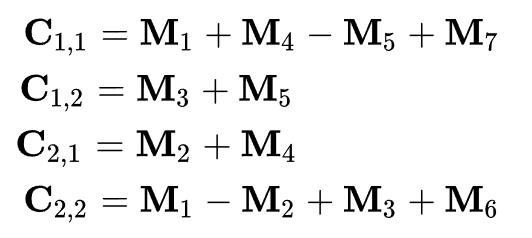 C₁,₁ = M₁ + M₄ − M₅ + M₇
C₁,₂ = M₃ + M₅
C₂,₁ = M₂ + M₄
C₂,₂ = M₁ − M₂ + M₃ + M₆